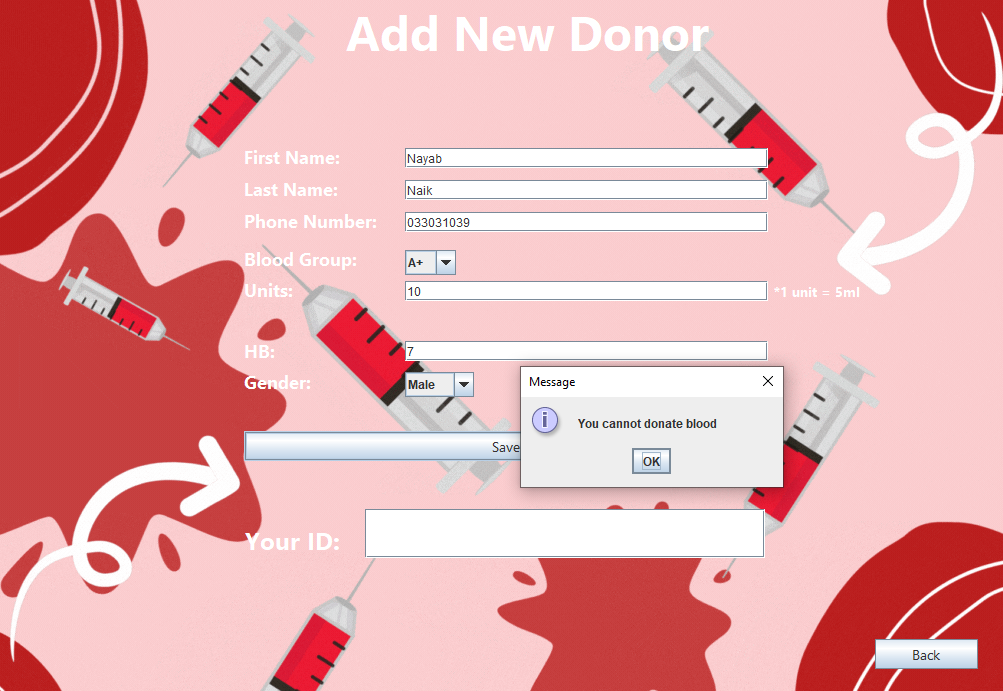 Add New Donor
First Name: Nayab
Last Name: Naik
Phone Number: 033031039
Blood Group: A+
Units: 10 *1 unit = 5ml
HB: 7
Gender: Male
Message
You cannot donate blood
OK
Save
Your ID:
Back